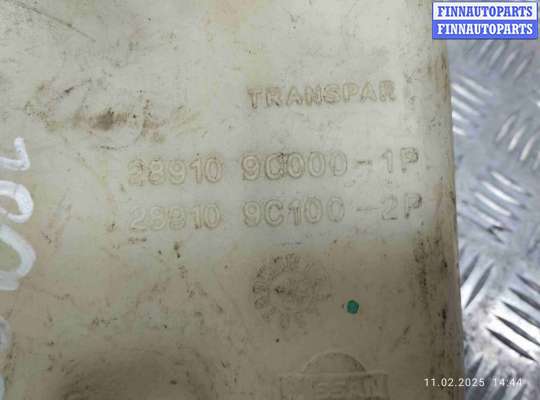 FINNAUTOPARTS
FINNAUTOPARTS
TRANSPAR
28910 9C000-1P
28910 9C100-2P
NISSAN
11.02.2025 14:44